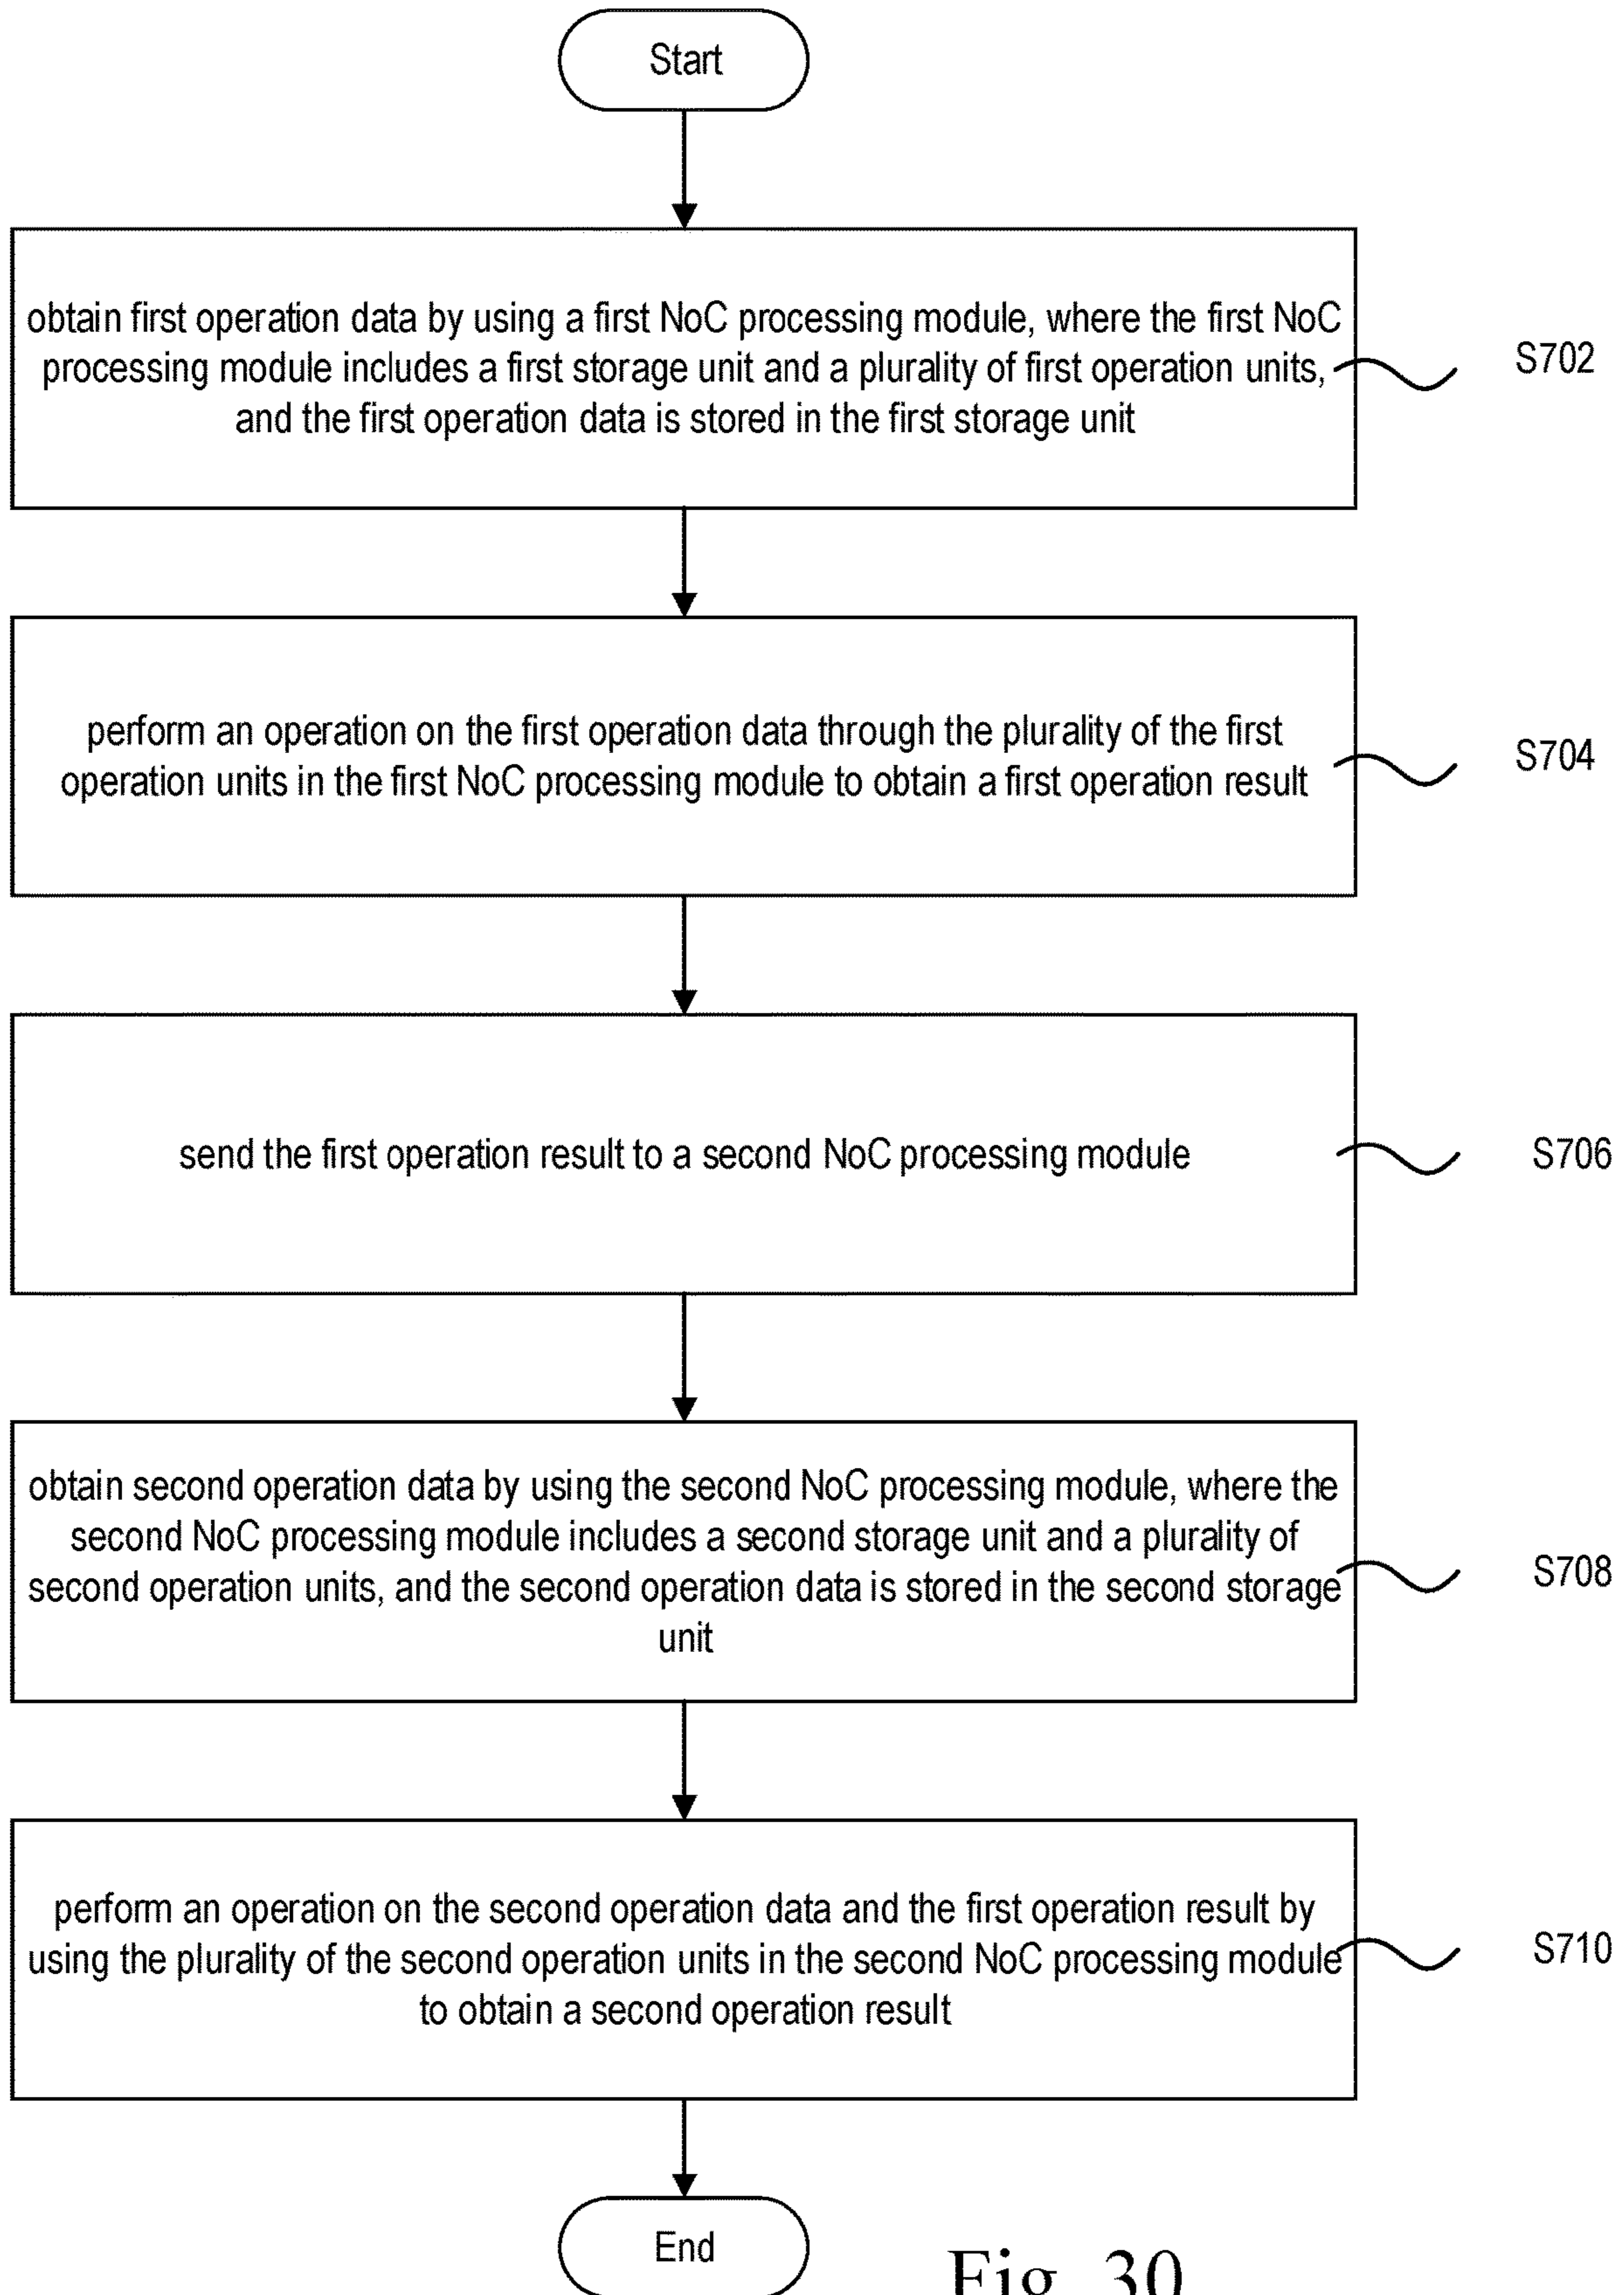 Start
obtain first operation data by using a first NoC processing module, where the first NoC
processing module includes a first storage unit and a plurality of first operation units,
and the first operation data is stored in the first storage unit
S702
perform an operation on the first operation data through the plurality of the first
operation units in the first NoC processing module to obtain a first operation result
S704
send the first operation result to a second NoC processing module
S706
obtain second operation data by using the second NoC processing module, where the
second NoC processing module includes a second storage unit and a plurality of
second operation units, and the second operation data is stored in the second storage
unit
S708
perform an operation on the second operation data and the first operation result by
using the plurality of the second operation units in the second NoC processing module
to obtain a second operation result
S710
End
Fig. 30